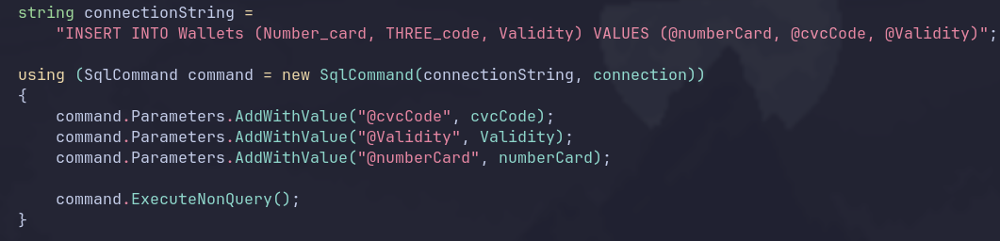 string connectionString =
    "INSERT INTO Wallets (Number_card, THREE_code, Validity) VALUES (@numberCard, @cvcCode, @Validity)";
using (SqlCommand command = new SqlCommand(connectionString, connection))
{
    command.Parameters.AddWithValue("@cvcCode", cvcCode);
    command.Parameters.AddWithValue("@Validity", Validity);
    command.Parameters.AddWithValue("@numberCard", numberCard);
    command.ExecuteNonQuery();
}